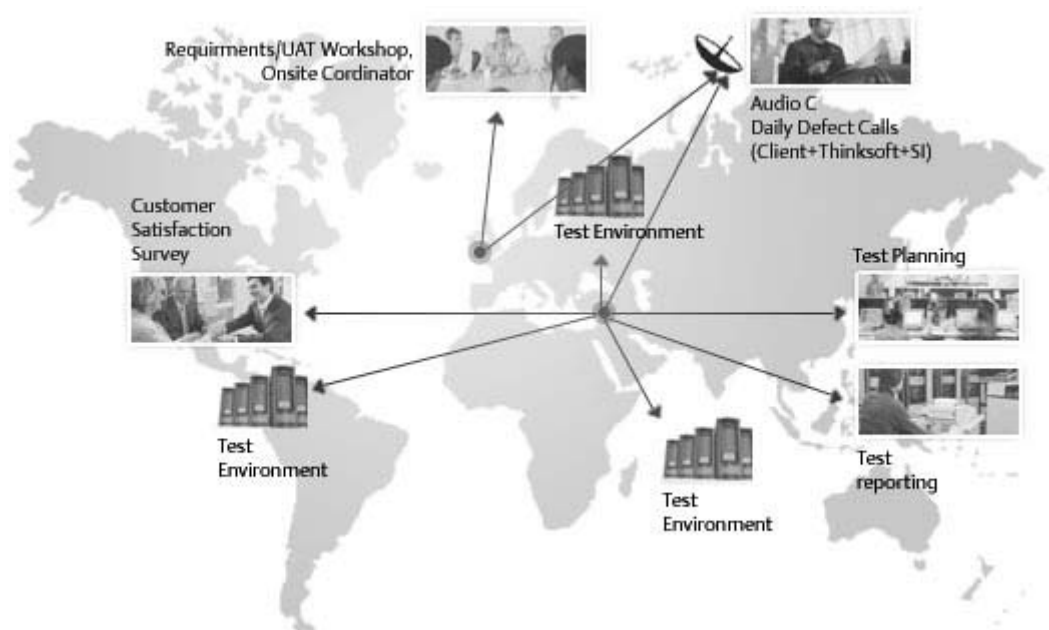 Requirments/UAT Workshop,
Onsite Cordinator
Audio C
Daily Defect Calls
(Client+Thinksoft+SI)
Customer
Satisfaction
Survey
Test Environment
Test Planning
Test
Environment
Test
reporting
Test
Environment